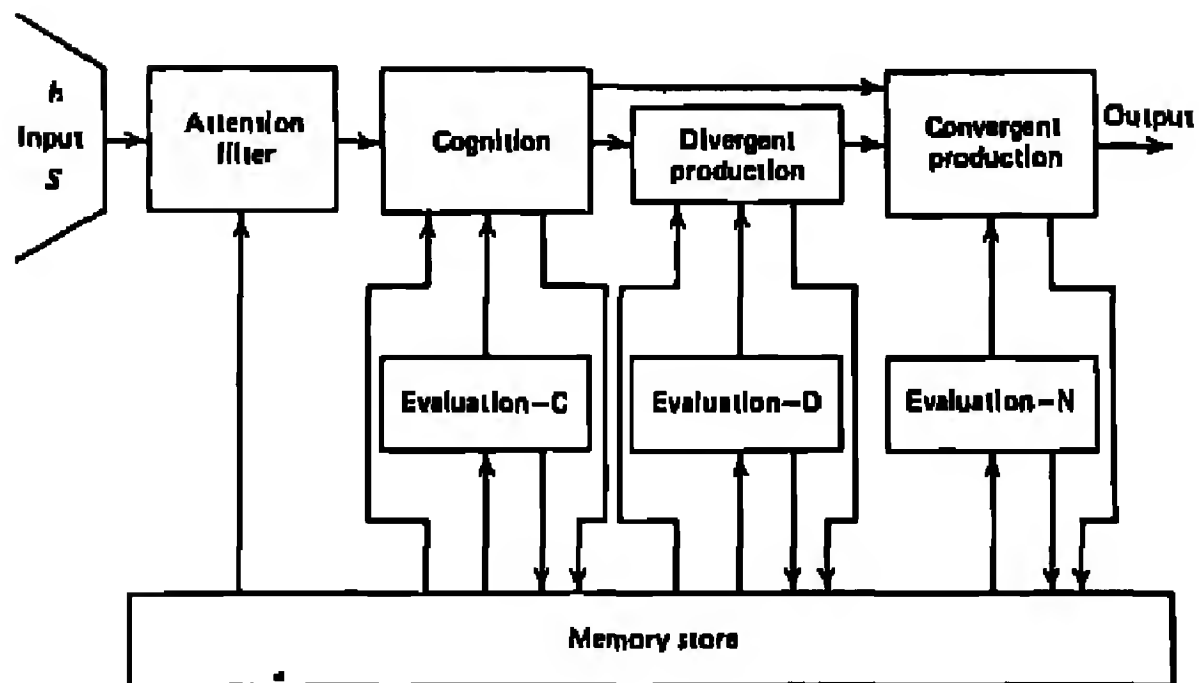 h
Input
S
Attention
filter
Cognition
Divergent
production
Convergent
production
Output
Evaluation–C
Evaluation–D
Evaluation–N
Memory store